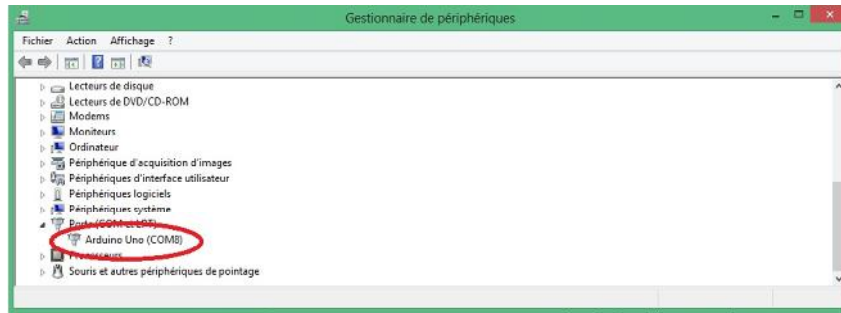 Gestionnaire de périphériques
Fichier Action Affichage ?
Lecteurs de disque
Lecteurs de DVD/CD-ROM
Modems
Moniteurs
Ordinateur
Périphérique d'acquisition d'images
Périphériques d'interface utilisateur
Périphériques logiciels
Périphériques système
Ports (COM et LPT)
Arduino Uno (COM8)
Processeurs
Souris et autres périphériques de pointage